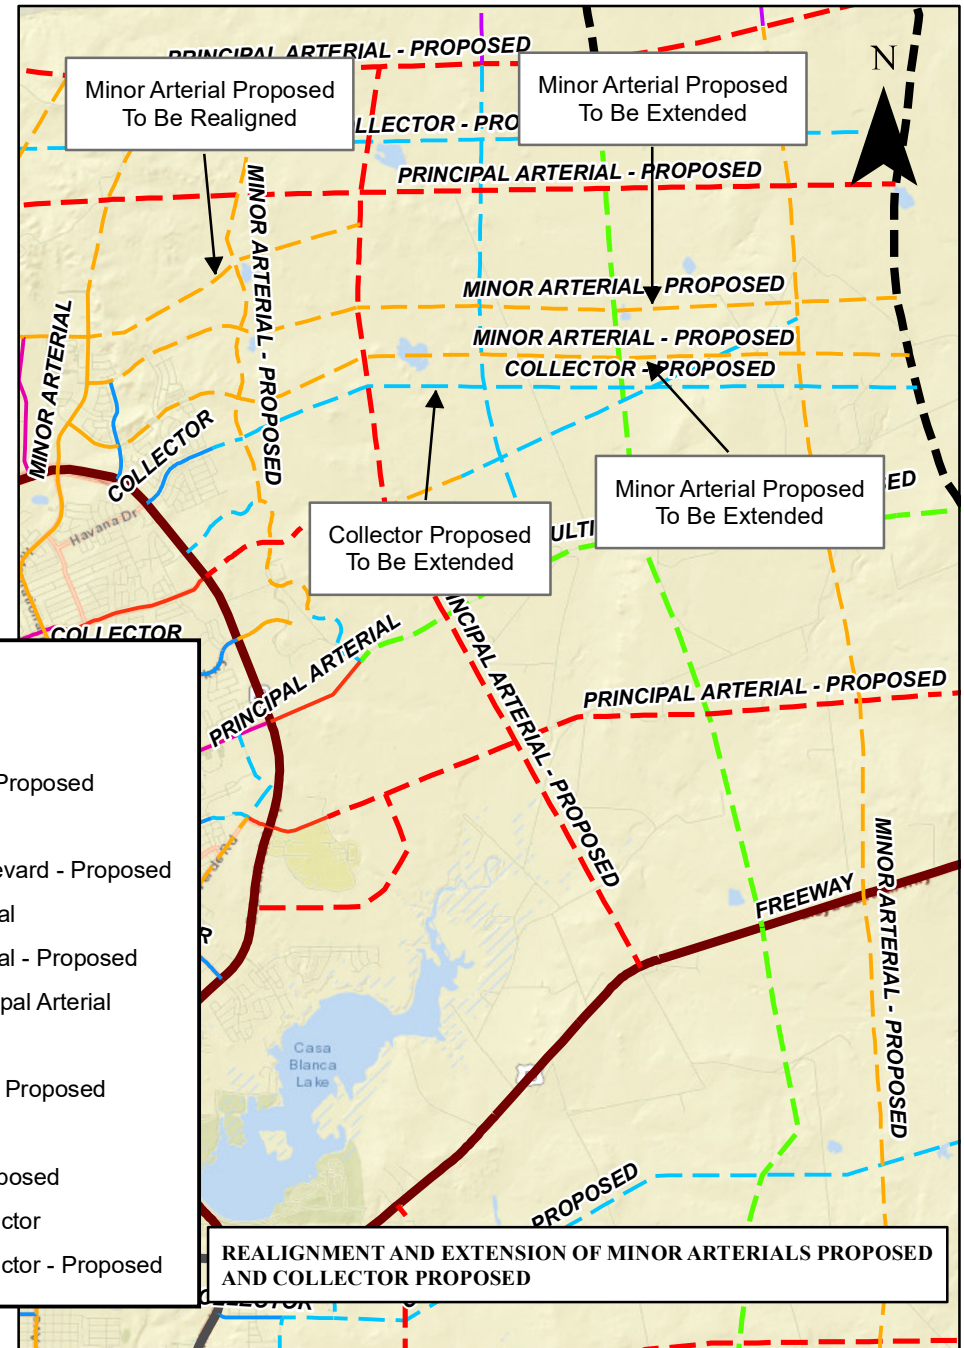 PRINCIPAL ARTERIAL - PROPOSED
Minor Arterial Proposed
To Be Realigned
Minor Arterial Proposed
To Be Extended
N
LLECTOR - PRO
PRINCIPAL ARTERIAL - PROPOSED
MINOR ARTERIAL - PROPOSED
MINOR ARTERIAL - PROPOSED
MINOR ARTERIAL - PROPOSED
COLLECTOR - PROPOSED
MINOR ARTERIAL
COLLECTOR
Havana Dr
Minor Arterial Proposed
To Be Extended
SED
Collector Proposed
To Be Extended
ULTI
COLLECTOR
PRINCIPAL ARTERIAL
INCIPAL ARTERIAL - PROPOSED
PRINCIPAL ARTERIAL - PROPOSED
Proposed
evard - Proposed
al
al - Proposed
pal Arterial
Proposed
posed
ctor
ctor - Proposed
R
FREEWAY
MINOR ARTERIAL - PROPOSED
Casa
Blanca
Lake
PROPOSED
REALIGNMENT AND EXTENSION OF MINOR ARTERIALS PROPOSED
AND COLLECTOR PROPOSED
COLLECTOR